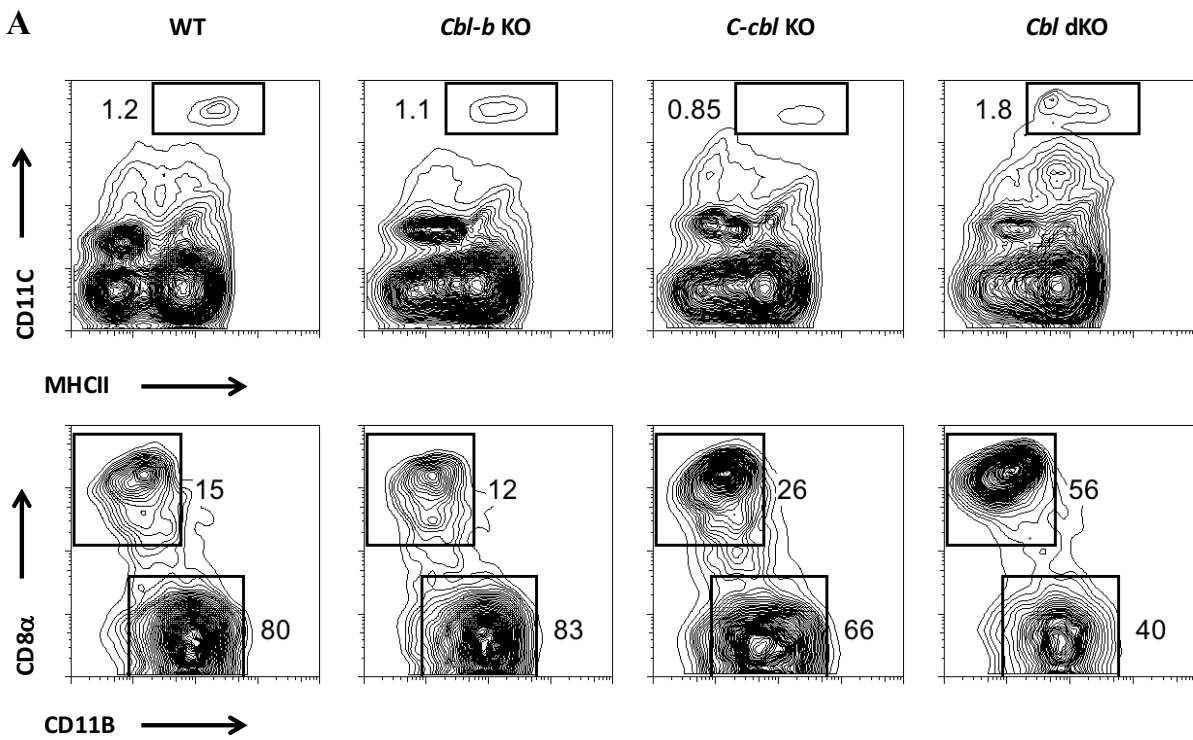 A
WT
Cbl-b KO
C-cbl KO
Cbl dKO
1.2
1.1
0.85
1.8
CD11C
MHCII
15
12
26
56
80
83
66
40
CD8α
CD11B